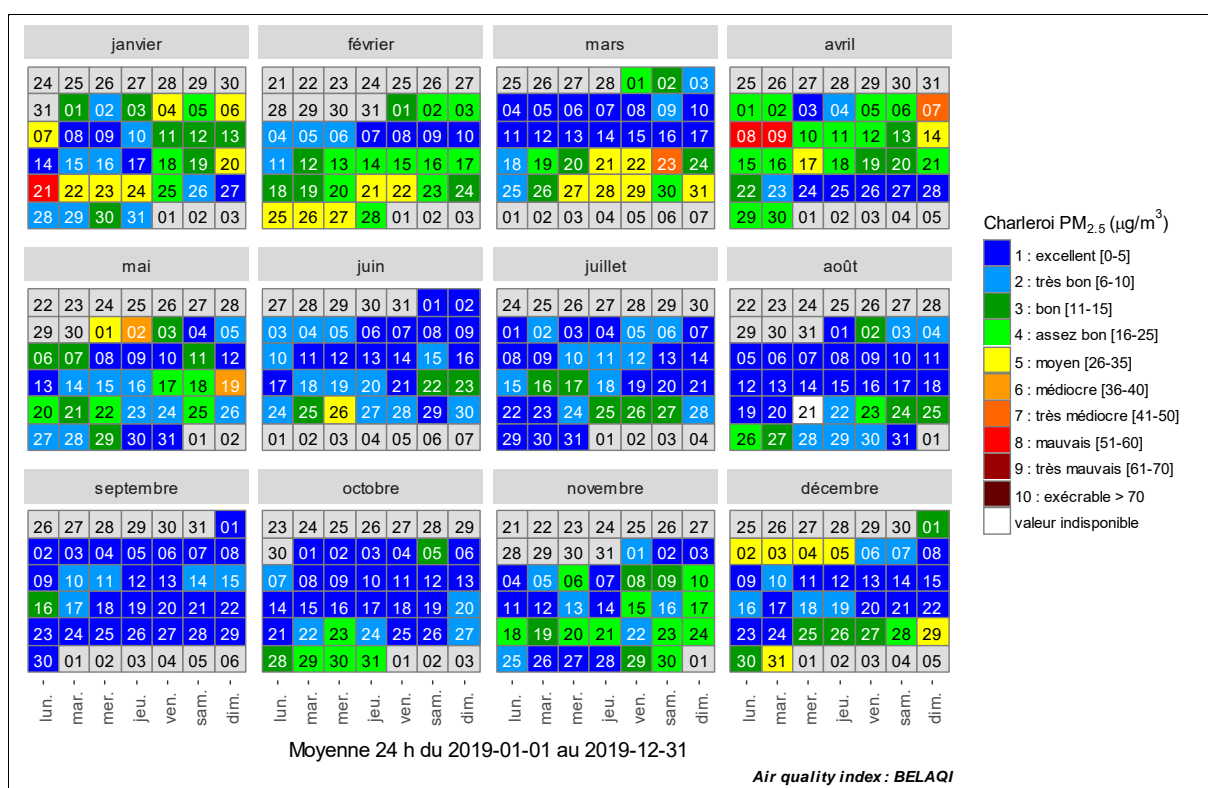 janvier février mars avril
24 25 26 27 28 29 30 21 22 23 24 25 26 27 25 26 27 28 01 02 03 25 26 27 28 29 30 31
31 01 02 03 04 05 06 28 29 30 31 01 02 03 04 05 06 07 08 09 10 01 02 03 04 05 06 07
07 08 09 10 11 12 13 04 05 06 07 08 09 10 11 12 13 14 15 16 17 08 09 10 11 12 13 14
14 15 16 17 18 19 20 11 12 13 14 15 16 17 18 19 20 21 22 23 24 15 16 17 18 19 20 21
21 22 23 24 25 26 27 18 19 20 21 22 23 24 25 26 27 28 29 30 31 22 23 24 25 26 27 28
28 29 30 31 01 02 03 25 26 27 28 01 02 03 01 02 03 04 05 06 07 29 30 01 02 03 04 05
mai juin juillet août
22 23 24 25 26 27 28 27 28 29 30 31 01 02 24 25 26 27 28 29 30 22 23 24 25 26 27 28
29 30 01 02 03 04 05 03 04 05 06 07 08 09 01 02 03 04 05 06 07 29 30 31 01 02 03 04
06 07 08 09 10 11 12 10 11 12 13 14 15 16 08 09 10 11 12 13 14 05 06 07 08 09 10 11
13 14 15 16 17 18 19 17 18 19 20 21 22 23 15 16 17 18 19 20 21 12 13 14 15 16 17 18
20 21 22 23 24 25 26 24 25 26 27 28 29 30 22 23 24 25 26 27 28 19 20 21 22 23 24 25
27 28 29 30 31 01 02 01 02 03 04 05 06 07 29 30 31 01 02 03 04 26 27 28 29 30 31 01
septembre octobre novembre décembre
26 27 28 29 30 31 01 23 24 25 26 27 28 29 21 22 23 24 25 26 27 25 26 27 28 29 30 01
02 03 04 05 06 07 08 30 01 02 03 04 05 06 28 29 30 31 01 02 03 02 03 04 05 06 07 08
09 10 11 12 13 14 15 07 08 09 10 11 12 13 04 05 06 07 08 09 10 09 10 11 12 13 14 15
16 17 18 19 20 21 22 14 15 16 17 18 19 20 11 12 13 14 15 16 17 16 17 18 19 20 21 22
23 24 25 26 27 28 29 21 22 23 24 25 26 27 18 19 20 21 22 23 24 23 24 25 26 27 28 29
30 01 02 03 04 05 06 28 29 30 31 01 02 03 25 26 27 28 29 30 01 30 31 01 02 03 04 05
lun. mar. mer. jeu. ven. sam. dim. lun. mar. mer. jeu. ven. sam. dim. lun. mar. mer. jeu. ven. sam. dim. lun. mar. mer. jeu. ven. sam. dim.
Moyenne 24 h du 2019-01-01 au 2019-12-31
Air quality index : BELAQI
Charleroi PM2.5 (µg/m³)
1 : excellent [0-5]
2 : très bon [6-10]
3 : bon [11-15]
4 : assez bon [16-25]
5 : moyen [26-35]
6 : médiocre [36-40]
7 : très médiocre [41-50]
8 : mauvais [51-60]
9 : très mauvais [61-70]
10 : exécrable > 70
valeur indisponible